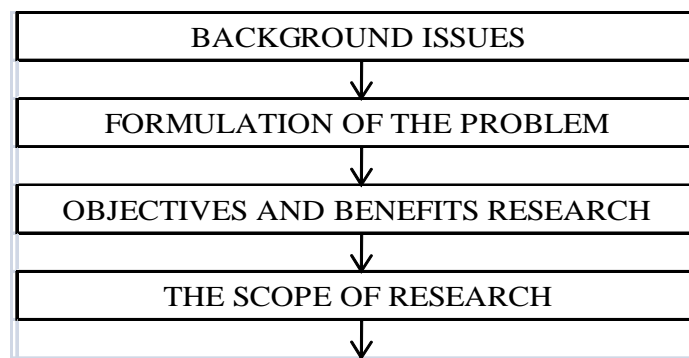 BACKGROUND ISSUES
FORMULATION OF THE PROBLEM
OBJECTIVES AND BENEFITS RESEARCH
THE SCOPE OF RESEARCH